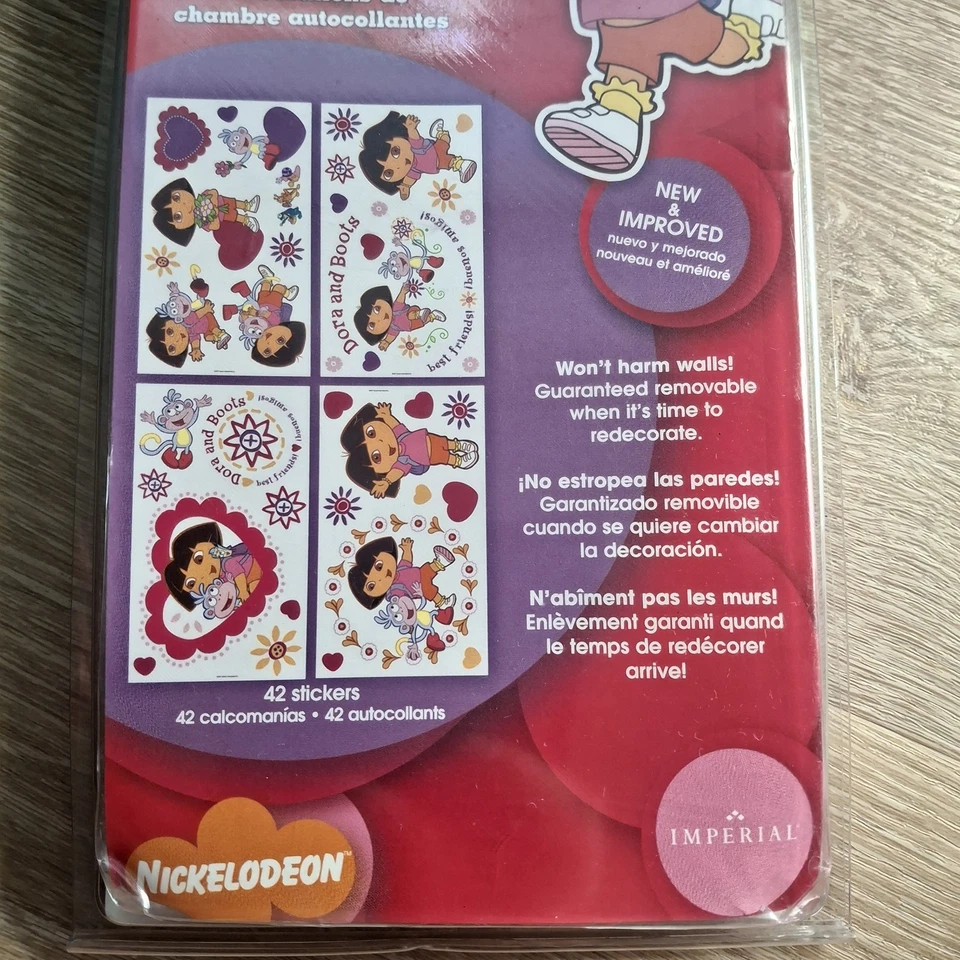 chambre autocollantes
NEW
&
IMPROVED
nuevo y mejorado
nouveau et amélioré
Dora and Boots
¡buenos amigos!
best friends!
Dora and Boots
¡buenos amigos!
best friends!
Won't harm walls!
Guaranteed removable
when it's time to
redecorate.
¡No estropea las paredes!
Garantizado removible
cuando se quiere cambiar
la decoración.
N'abîment pas les murs!
Enlèvement garanti quand
le temps de redécorer
arrive!
42 stickers
42 calcomanías • 42 autocollants
NICKELODEON™
IMPERIAL